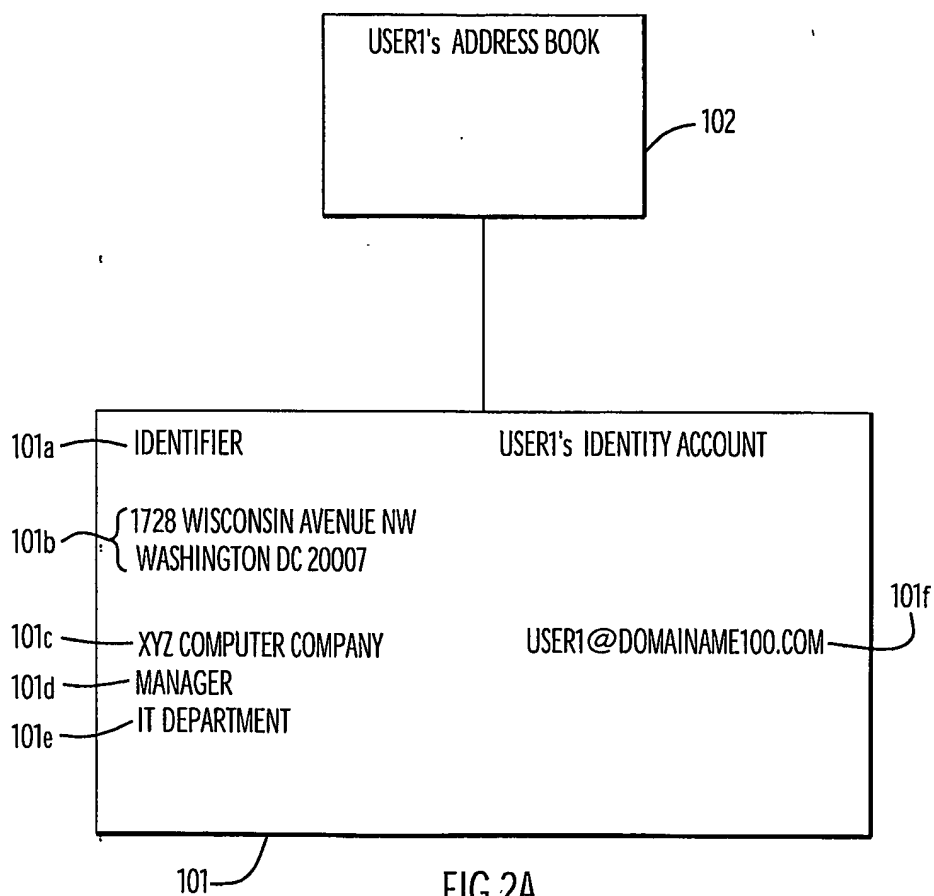 USER1's ADDRESS BOOK
102
101a
IDENTIFIER
USER1's IDENTITY ACCOUNT
101b
1728 WISCONSIN AVENUE NW
WASHINGTON DC 20007
101f
101c
XYZ COMPUTER COMPANY
USER1@DOMAINAME100.COM
101d
MANAGER
101e
IT DEPARTMENT
101
FIG.2A